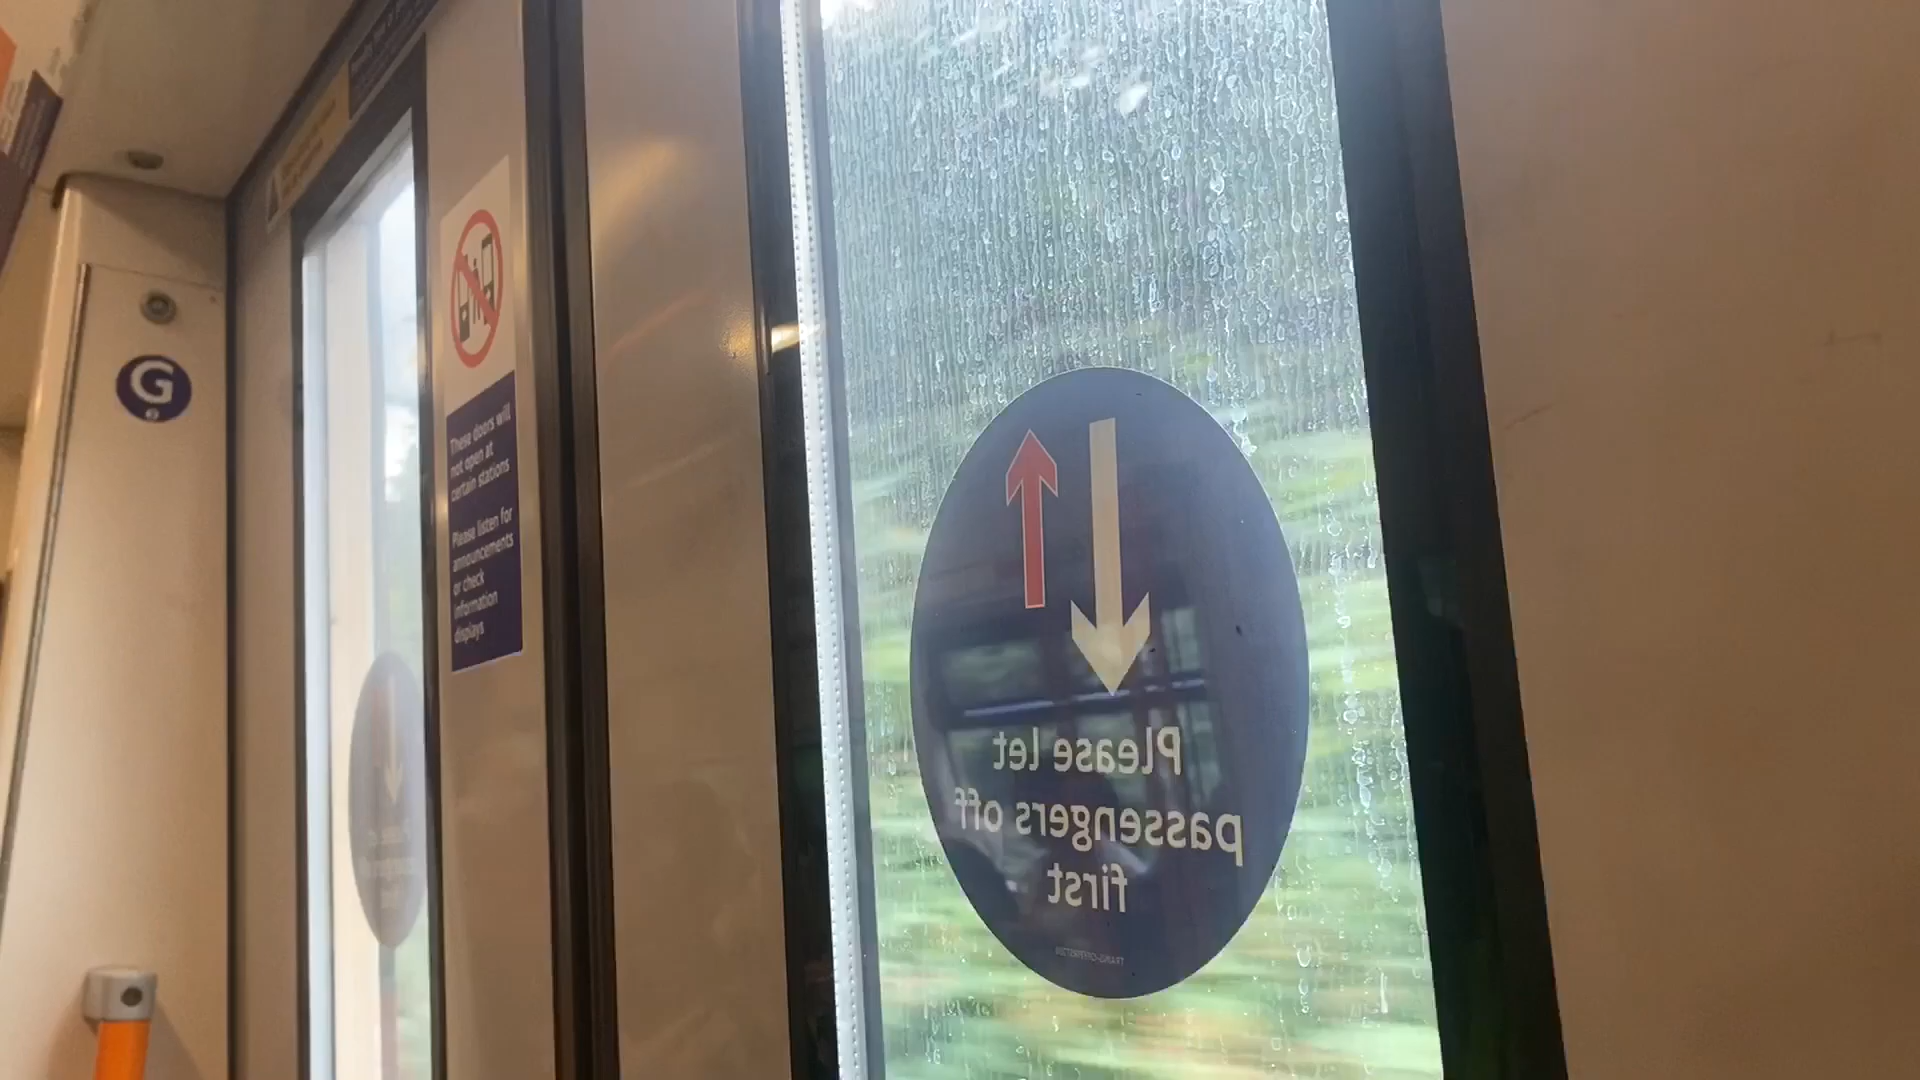 G
These doors will
not open at
certain stations
Please listen for
announcements
or check
information
displays
Please let
passengers off
first